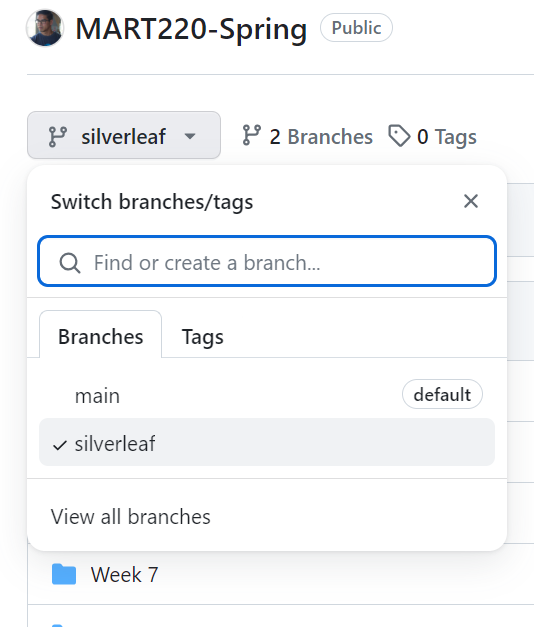 MART220-Spring Public
silverleaf 2 Branches 0 Tags
Switch branches/tags
Find or create a branch...
Branches Tags
main default
silverleaf
View all branches
Week 7